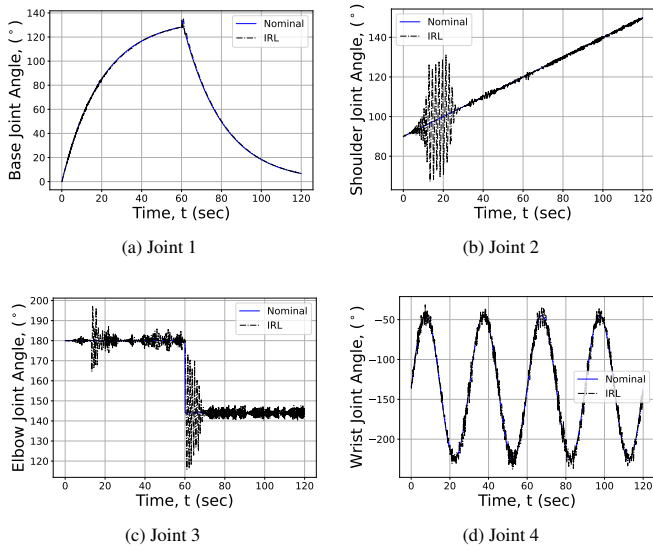 140
120
100
80
60
40
20
0
Base Joint Angle, (°)
Nominal
IRL
0 20 40 60 80 100 120
Time, t (sec)
(a) Joint 1
140
120
100
80
Shoulder Joint Angle, (°)
Nominal
IRL
0 20 40 60 80 100 120
Time, t (sec)
(b) Joint 2
200
190
180
170
160
150
140
130
120
Elbow Joint Angle, (°)
Nominal
IRL
0 20 40 60 80 100 120
Time, t (sec)
(c) Joint 3
−50
−100
−150
−200
Wrist Joint Angle, (°)
Nominal
IRL
0 20 40 60 80 100 120
Time, t (sec)
(d) Joint 4